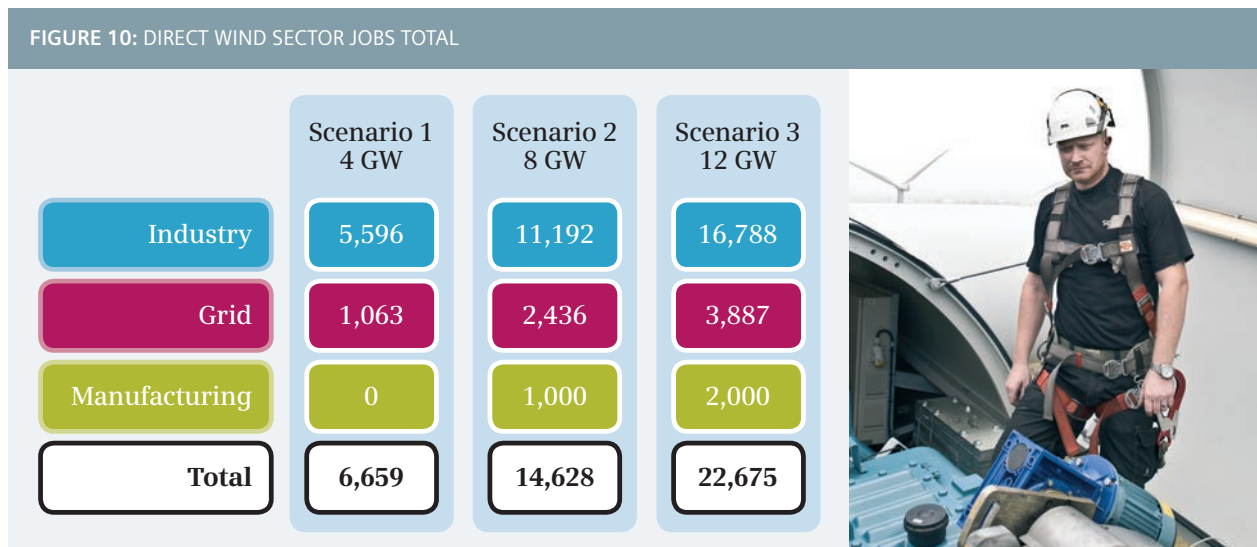 FIGURE 10: DIRECT WIND SECTOR JOBS TOTAL
Scenario 1 Scenario 2 Scenario 3
4 GW 8 GW 12 GW
Industry 5,596 11,192 16,788
Grid 1,063 2,436 3,887
Manufacturing 0 1,000 2,000
Total 6,659 14,628 22,675